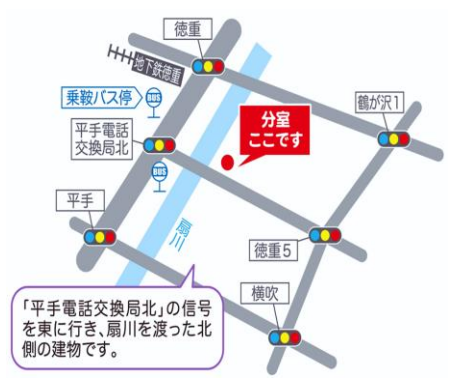 徳重
地下鉄徳重
乗鞍バス停
BUS
鶴が沢1
分室
ここです
平手電話
交換局北
BUS
平手
扇川
徳重5
横吹
「平手電話交換局北」の信号
を東に行き、扇川を渡った北
側の建物です。